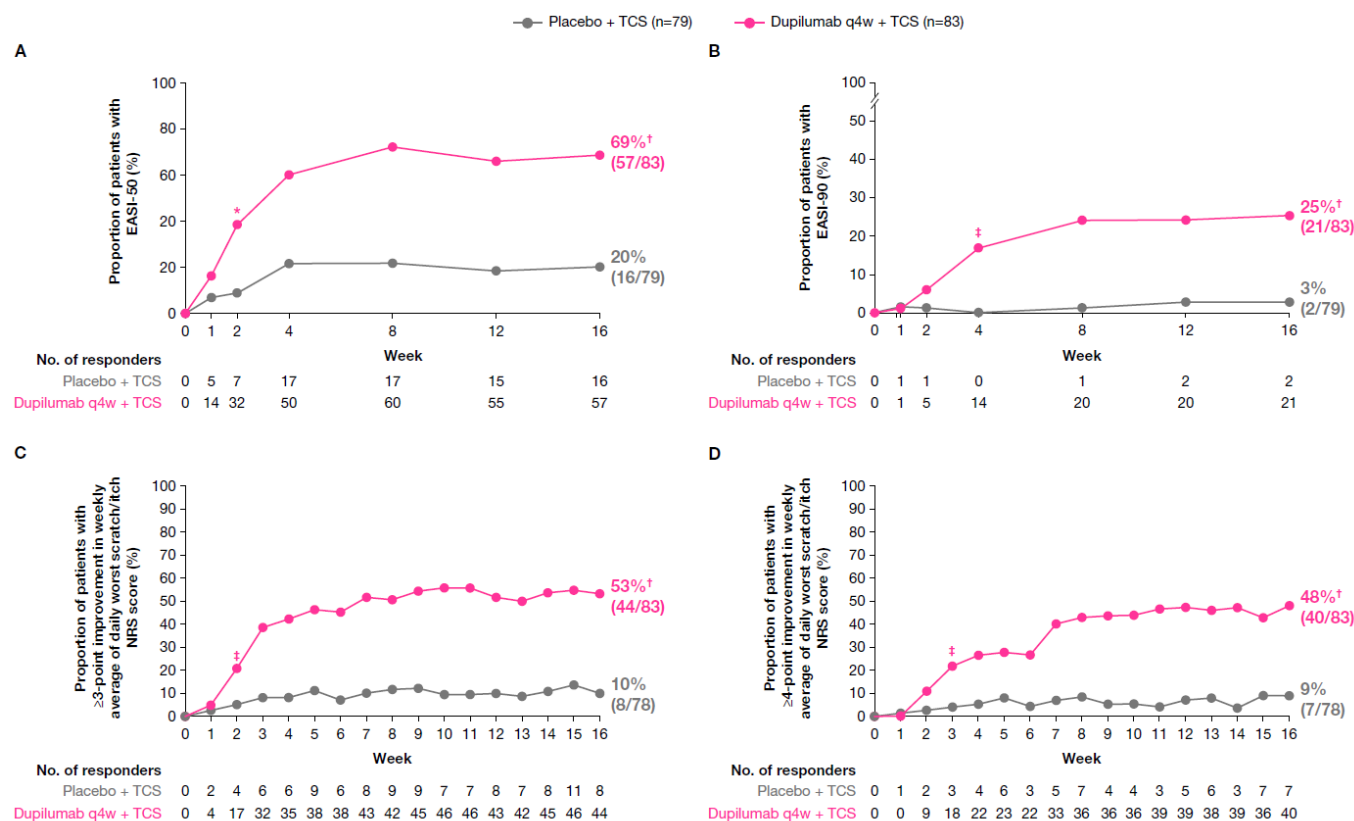 Placebo + TCS (n=79) Dupilumab q4w + TCS (n=83)
A
Proportion of patients with
EASI-50 (%)
100
80
60
20
20
0
*
69%†
(57/83)
20%
(16/79)
0 1 2 4 8 12 16
Week
No. of responders
Placebo + TCS 0 5 7 17 17 15 16
Dupilumab q4w + TCS 0 14 32 50 60 55 57
B
Proportion of patients with
EASI-90 (%)
100
50
40
30
20
10
0
‡
25%†
(21/83)
3%
(2/79)
0 1 2 4 8 12 16
Week
No. of responders
Placebo + TCS 0 1 1 0 1 2 2
Dupilumab q4w + TCS 0 1 5 14 20 20 21
C
Proportion of patients with
≥3-point improvement in weekly
average of daily worst scratch/itch
NRS score (%)
100
90
80
70
60
50
40
30
20
10
0
‡
53%†
(44/83)
10%
(8/78)
0 1 2 3 4 5 6 7 8 9 10 11 12 13 14 15 16
Week
No. of responders
Placebo + TCS 0 2 4 6 6 9 6 8 9 9 7 7 8 7 8 11 8
Dupilumab q4w + TCS 0 4 17 32 35 38 38 43 42 45 46 46 43 42 45 46 44
D
Proportion of patients with
≥4-point improvement in weekly
average of daily worst scratch/itch
NRS score (%)
100
90
80
70
60
50
40
30
20
10
0
‡
48%†
(40/83)
9%
(7/78)
0 1 2 3 4 5 6 7 8 9 10 11 12 13 14 15 16
Week
No. of responders
Placebo + TCS 0 1 2 3 4 6 3 5 7 4 4 3 5 6 3 7 7
Dupilumab q4w + TCS 0 0 9 18 22 23 22 33 36 36 36 39 39 38 39 36 40